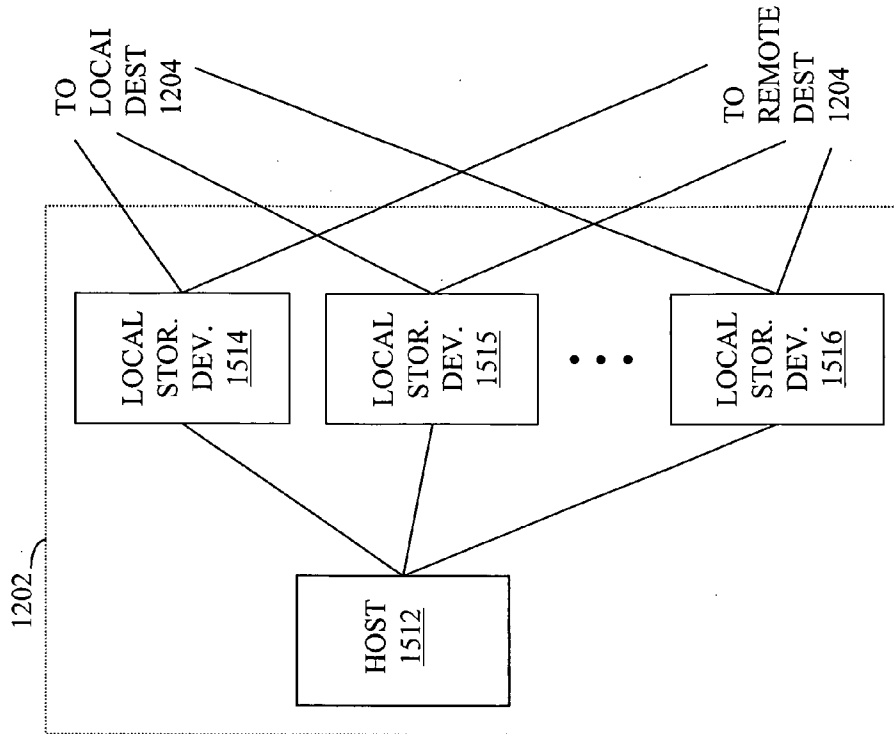 1202
HOST
1512
LOCAL
STOR.
DEV.
1514
LOCAL
STOR.
DEV.
1515
LOCAL
STOR.
DEV.
1516
TO
LOCAI
DEST
1204
TO
REMOTE
DEST
1204